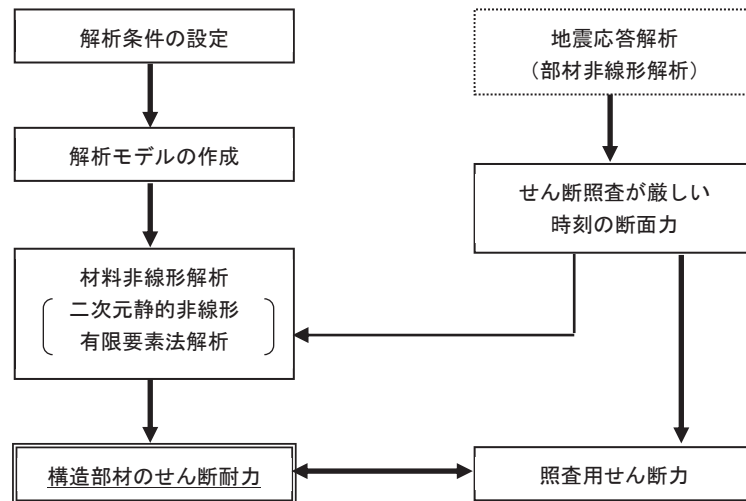 解析条件の設定
解析モデルの作成
材料非線形解析
二次元静的非線形
有限要素法解析
構造部材のせん断耐力
地震応答解析
（部材非線形解析）
せん断照査が厳しい
時刻の断面力
照査用せん断力